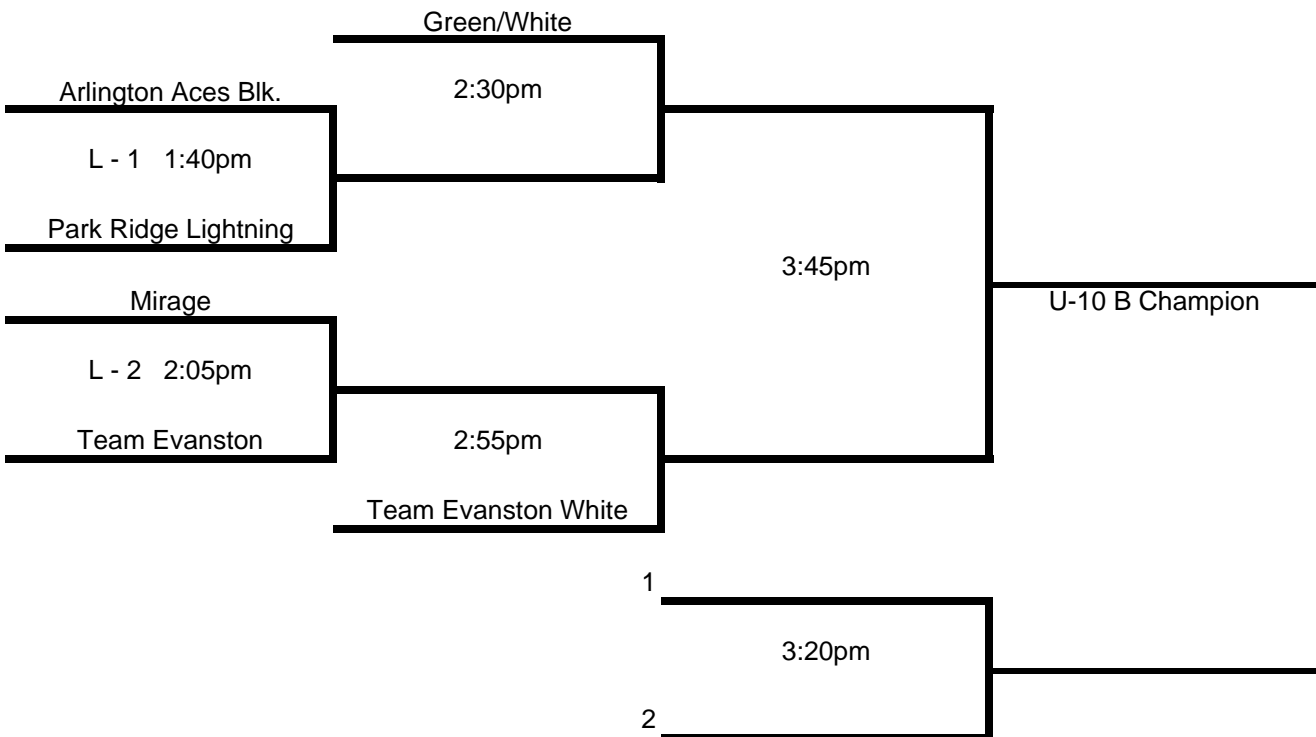 Green/White
Arlington Aces Blk.
2:30pm
L - 1 1:40pm
Park Ridge Lightning
3:45pm
Mirage
U-10 B Champion
L - 2 2:05pm
Team Evanston
2:55pm
Team Evanston White
1
3:20pm
2